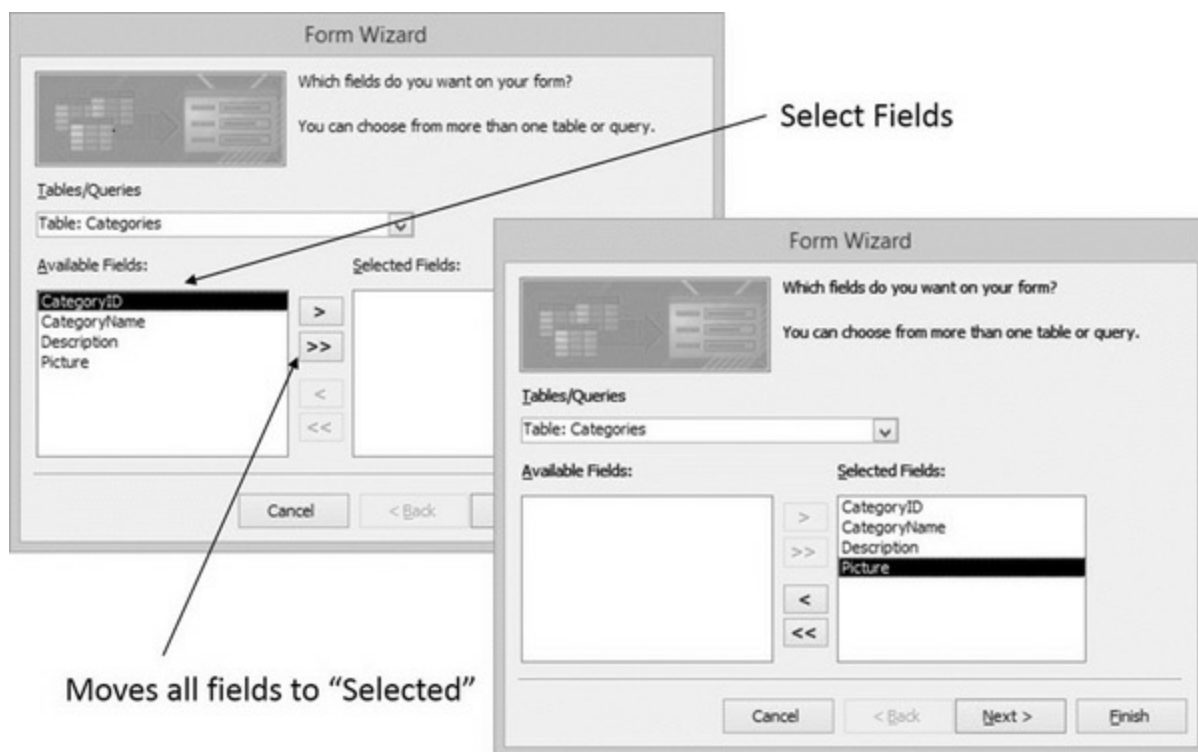 Form Wizard
Which fields do you want on your form?
You can choose from more than one table or query.
Select Fields
Tables/Queries
Table: Categories
Available Fields:
Selected Fields:
CategoryID
CategoryName
Description
Picture
>
>>
<
<<
Cancel
< Back
Moves all fields to “Selected”
Form Wizard
Which fields do you want on your form?
You can choose from more than one table or query.
Tables/Queries
Table: Categories
Available Fields:
Selected Fields:
>
>>
<
<<
CategoryID
CategoryName
Description
Picture
Cancel
< Back
Next >
Finish